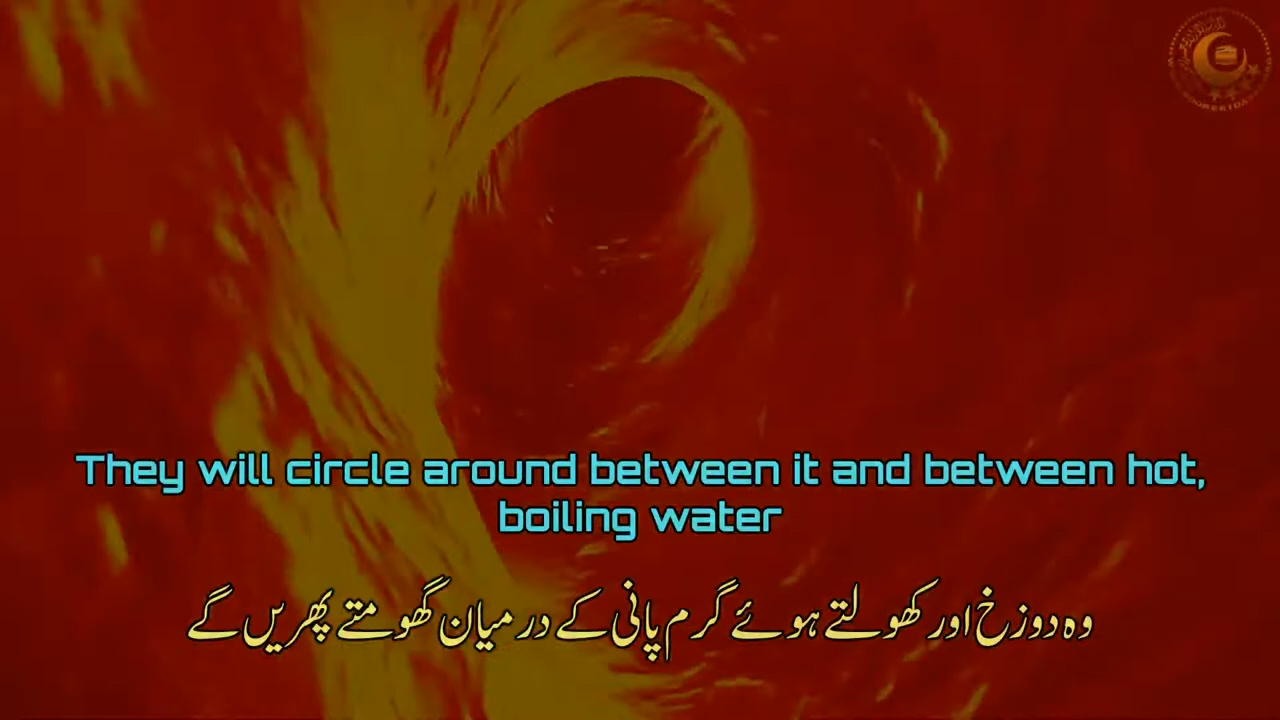 They will circle around between it and between hot,
boiling water
وہ دوزخ اور کھولتے ہوئے گرم پانی کے درمیان گھومتے پھریں گے